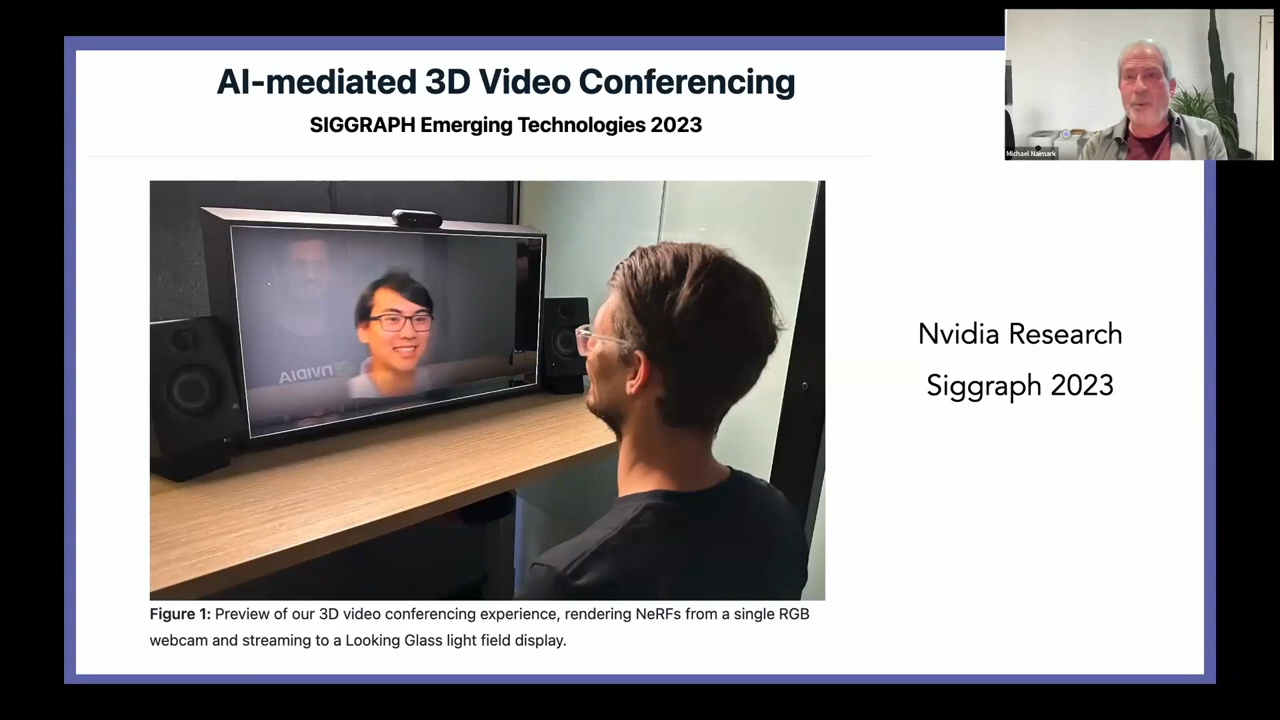 AI-mediated 3D Video Conferencing
SIGGRAPH Emerging Technologies 2023
Michael Naimark
NVIDIA
Nvidia Research
Siggraph 2023
Figure 1: Preview of our 3D video conferencing experience, rendering NeRFs from a single RGB
webcam and streaming to a Looking Glass light field display.